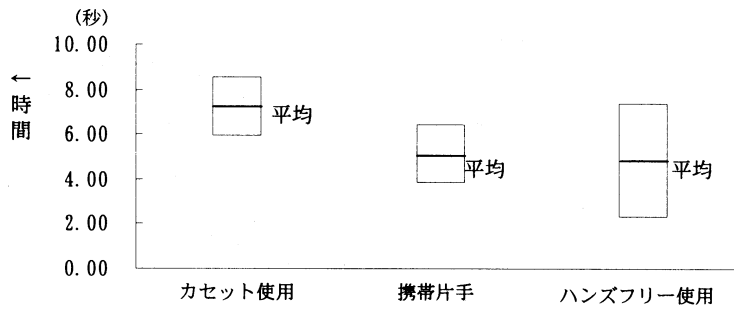 (秒)
10.00
8.00
6.00
4.00
2.00
0.00
←時間
平均
平均
平均
カセット使用
携帯片手
ハンズフリー使用